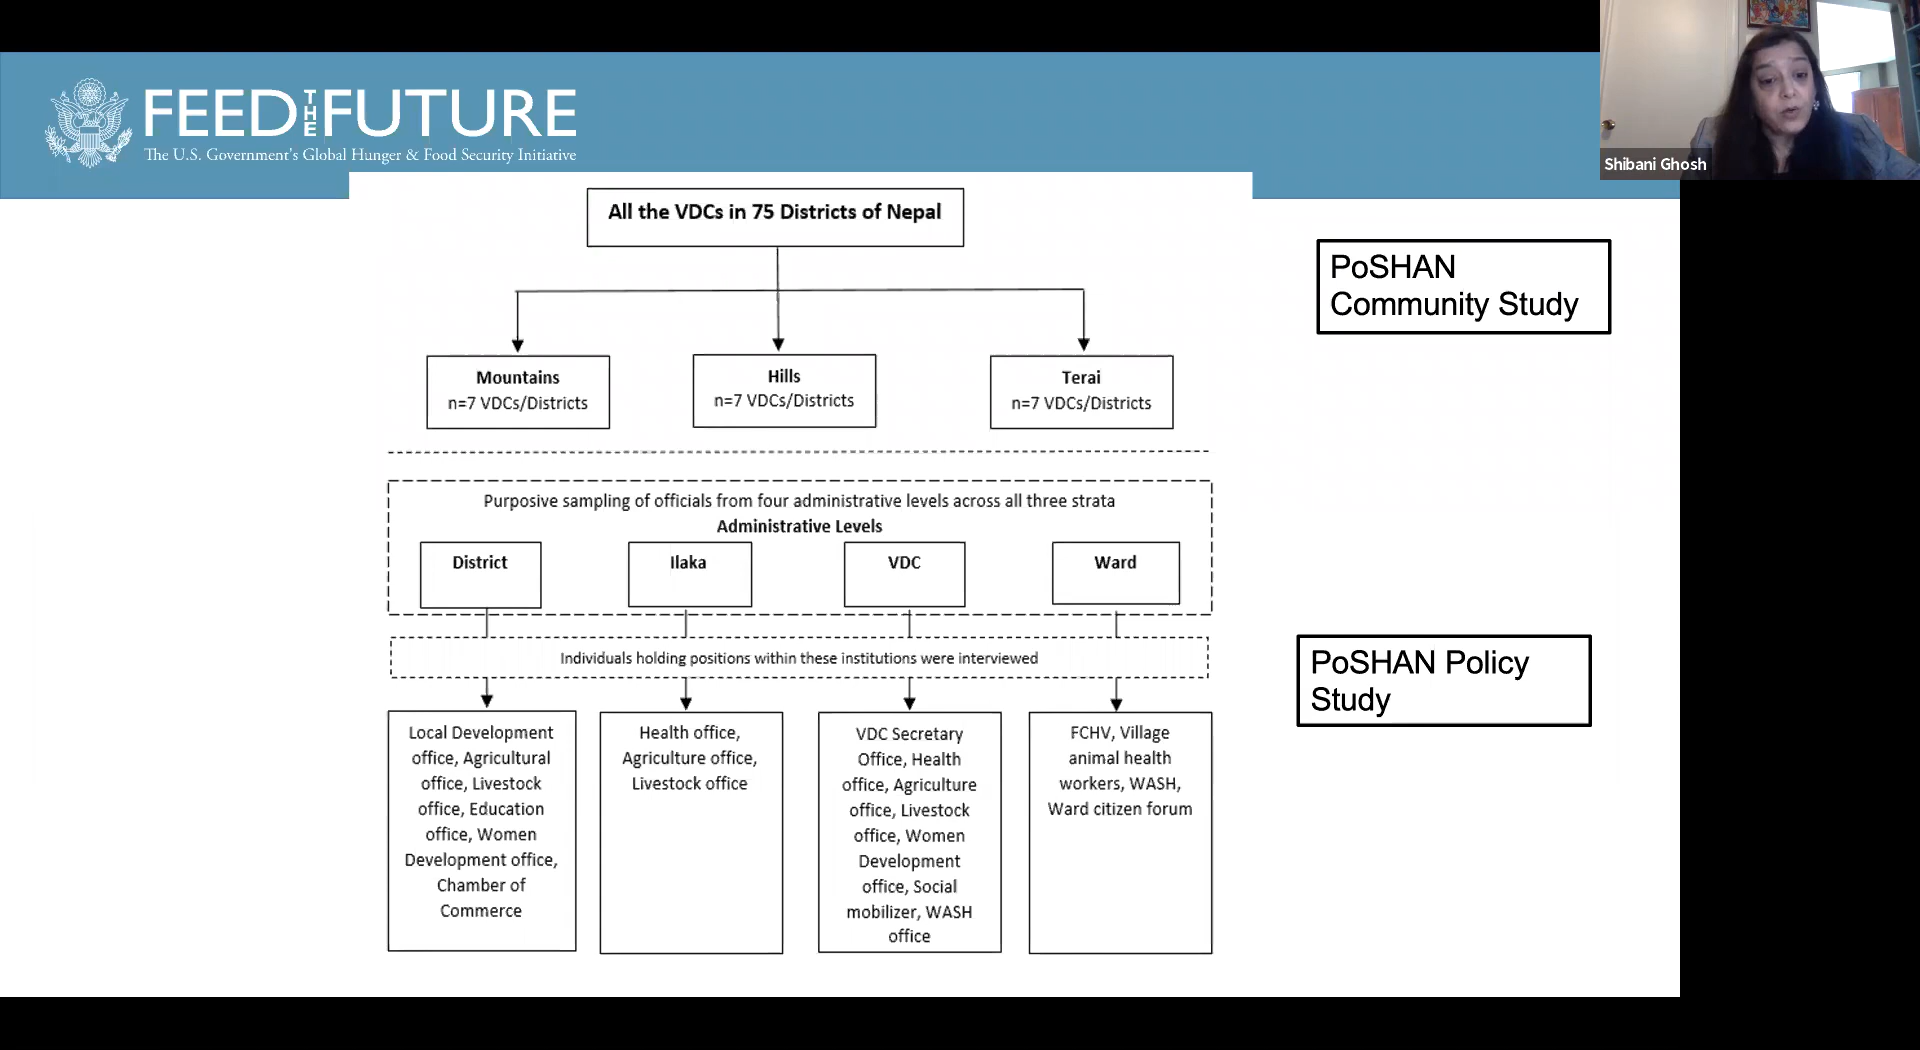 FEED THE FUTURE
The U.S. Government's Global Hunger & Food Security Initiative
Shibani Ghosh
All the VDCs in 75 Districts of Nepal
PoSHAN
Community Study
Mountains
n=7 VDCs/Districts
Hills
n=7 VDCs/Districts
Terai
n=7 VDCs/Districts
Purposive sampling of officials from four administrative levels across all three strata
Administrative Levels
District
Ilaka
VDC
Ward
Individuals holding positions within these institutions were interviewed
PoSHAN Policy
Study
Local Development
office, Agricultural
office, Livestock
office, Education
office, Women
Development office,
Chamber of
Commerce
Health office,
Agriculture office,
Livestock office
VDC Secretary
Office, Health
office, Agriculture
office, Livestock
office, Women
Development
office, Social
mobilizer, WASH
office
FCHV, Village
animal health
workers, WASH,
Ward citizen forum